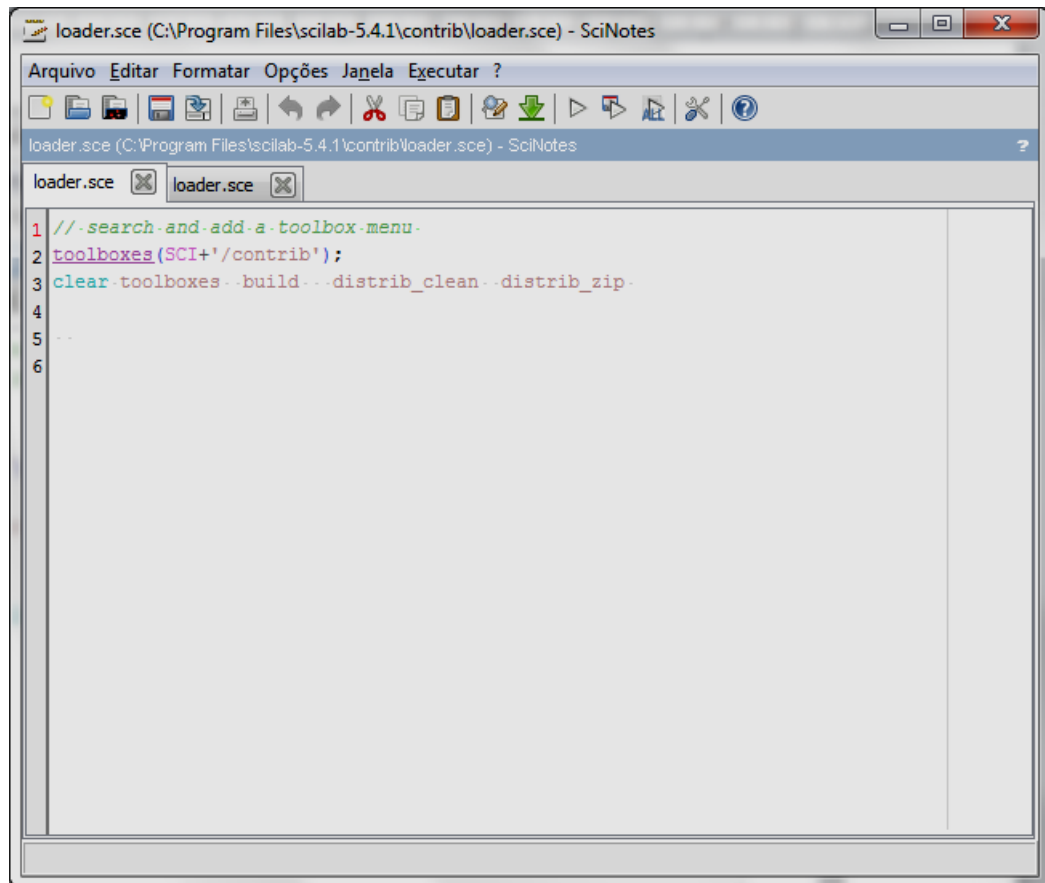 loader.sce (C:\Program Files\scilab-5.4.1\contrib\loader.sce) - SciNotes
Arquivo Editar Formatar Opções Janela Executar ?
loader.sce (C:\Program Files\scilab-5.4.1\contrib\loader.sce) - SciNotes ?
loader.sce loader.sce
1 // search and add a toolbox menu
2 toolboxes(SCI+'/contrib');
3 clear toolboxes  build   distrib_clean  distrib_zip
4
5
6